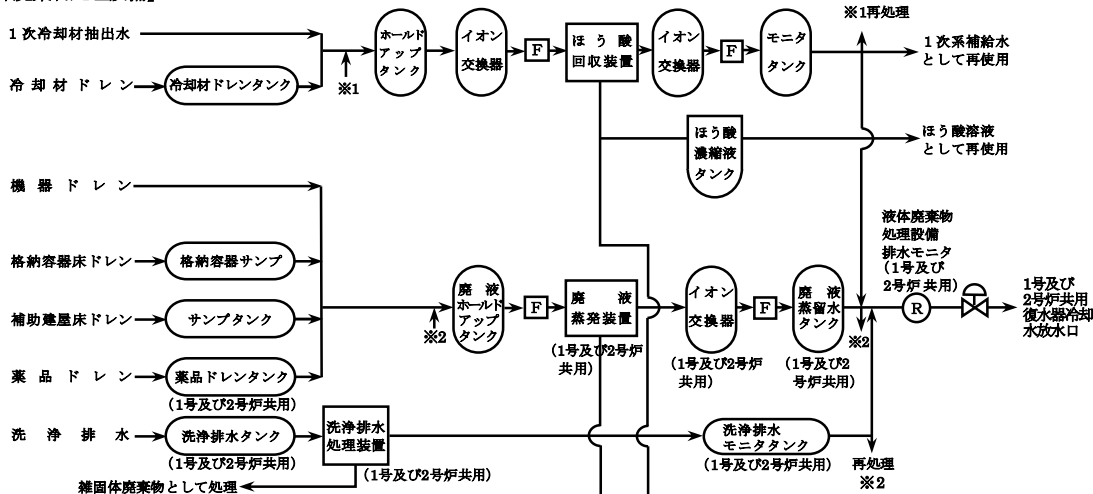 1次冷却材抽出水
冷却材ドレン
冷却材ドレンタンク
※1
ホールド
アップ
タンク
イオン
交換器
F
ほう酸
回収装置
イオン
交換器
F
モニタ
タンク
※1再処理
1次系補給水
として再使用
ほう酸
濃縮液
タンク
ほう酸溶液
として再使用
機器ドレン
格納容器床ドレン
格納容器サンプ
補助建屋床ドレン
サンプタンク
薬品ドレン
薬品ドレンタンク
(1号及び2号炉共用)
※2
廃液
ホールド
アップ
タンク
F
廃液
蒸発装置
(1号及び2号炉
共用)
イオン
交換器
(1号及び2号炉
共用)
F
廃液
蒸留水
タンク
(1号及び2
号炉共用)
※2
液体廃棄物
処理設備
排水モニタ
(1号及び
2号炉共用)
R
1号及び
2号炉共用
復水器冷却
水放水口
洗浄排水
洗浄排水タンク
(1号及び2号炉共用)
洗浄排水
処理装置
(1号及び2号炉共用)
洗浄排水
モニタタンク
(1号及び2号炉共用)
再処理
※2
雑固体廃棄物として処理